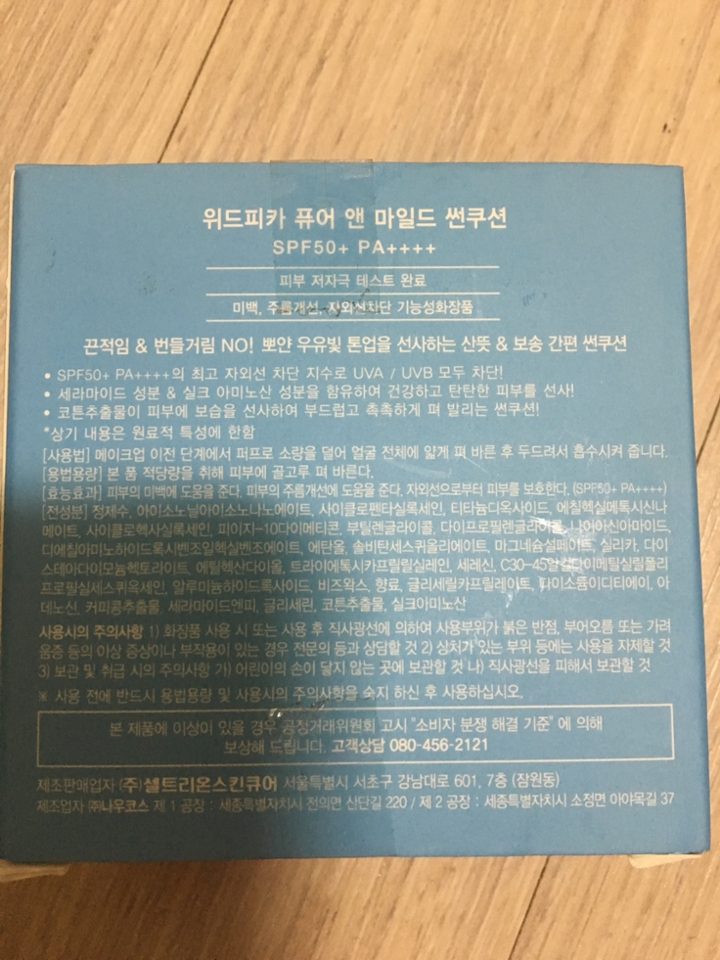 위드피카 퓨어 앤 마일드 썬쿠션
SPF50+ PA++++
피부 저자극 테스트 완료
미백, 주름개선, 자외선차단 기능성화장품
끈적임 & 번들거림 NO! 뽀얀 우유빛 톤업을 선사하는 산뜻 & 보송 간편 썬쿠션
• SPF50+ PA++++의 최고 자외선 차단 지수로 UVA / UVB 모두 차단!
• 세라마이드 성분 & 실크 아미노산 성분을 함유하여 건강하고 탄탄한 피부를 선사!
• 코튼추출물이 피부에 보습을 선사하여 부드럽고 촉촉하게 펴 발리는 썬쿠션!
*상기 내용은 원료적 특성에 한함
[사용법] 메이크업 이전 단계에서 퍼프로 소량을 덜어 얼굴 전체에 얇게 펴 바른 후 두드려서 흡수시켜 줍니다.
[용법용량] 본 품 적당량을 취해 피부에 골고루 펴 바른다.
[효능효과] 피부의 미백에 도움을 준다. 피부의 주름개선에 도움을 준다. 자외선으로부터 피부를 보호한다. (SPF50+ PA++++)
[전성분] 정제수, 아이소노닐아이소노나노에이트, 사이클로펜타실록세인, 티타늄디옥사이드, 에칠헥실메톡시신나
메이트, 사이클로헥사실록세인, 피이지-10다이메티콘, 부틸렌글라이콜, 다이프로필렌글라이콜, 나이아신아마이드,
디에칠아미노하이드록시벤조일헥실벤조에이트, 에탄올, 솔비탄세스퀴올리에이트, 마그네슘설페이트, 실리카, 다이
스테아다이모늄헥토라이트, 에틸헥산다이올, 트라이에톡시카프릴릴실레인, 세레신, C30-45알킬다이메틸실릴폴리
프로필실세스퀴옥세인, 알루미늄하이드록사이드, 비즈왁스, 향료, 글리세릴카프릴레이트, 다이소듐이디티에이, 아
데노신, 커피콩추출물, 세라마이드엔피, 글리세린, 코튼추출물, 실크아미노산
사용시의 주의사항 1) 화장품 사용 시 또는 사용 후 직사광선에 의하여 사용부위가 붉은 반점, 부어오름 또는 가려
움증 등의 이상 증상이나 부작용이 있는 경우 전문의 등과 상담할 것 2) 상처가 있는 부위 등에는 사용을 자제할 것
3) 보관 및 취급 시의 주의사항 가) 어린이의 손이 닿지 않는 곳에 보관할 것 나) 직사광선을 피해서 보관할 것
※ 사용 전에 반드시 용법용량 및 사용시의 주의사항을 숙지 하신 후 사용하십시오.
본 제품에 이상이 있을 경우 공정거래위원회 고시 "소비자 분쟁 해결 기준" 에 의해
보상해 드립니다. 고객상담 080-456-2121
제조판매업자 (주)셀트리온스킨큐어 서울특별시 서초구 강남대로 601, 7층 (잠원동)
제조업자 ㈜나우코스 제 1 공장 : 세종특별자치시 전의면 산단길 220 / 제 2 공장 : 세종특별자치시 소정면 아야목길 37